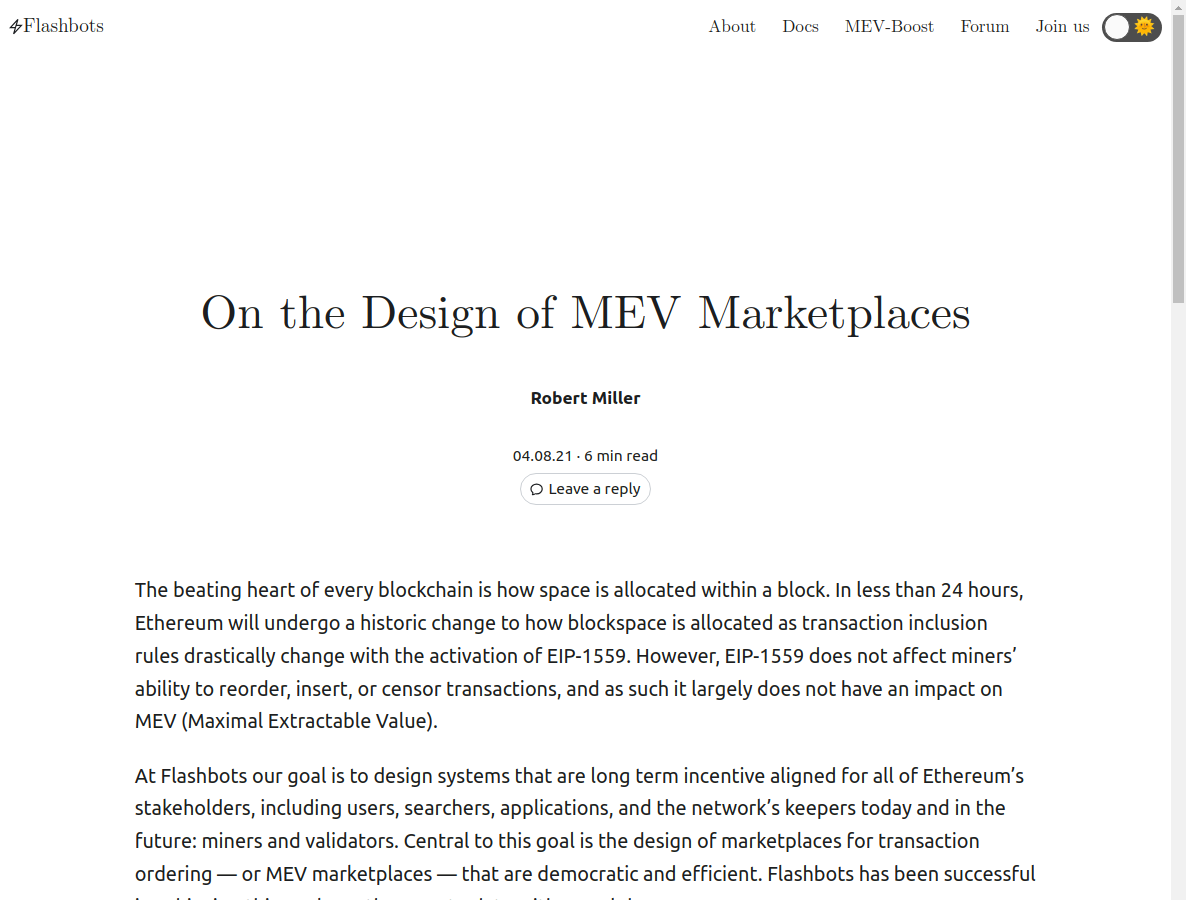 Flashbots
About Docs MEV-Boost Forum Join us
On the Design of MEV Marketplaces
Robert Miller
04.08.21 · 6 min read
Leave a reply
The beating heart of every blockchain is how space is allocated within a block. In less than 24 hours,
Ethereum will undergo a historic change to how blockspace is allocated as transaction inclusion
rules drastically change with the activation of EIP-1559. However, EIP-1559 does not affect miners’
ability to reorder, insert, or censor transactions, and as such it largely does not have an impact on
MEV (Maximal Extractable Value).
At Flashbots our goal is to design systems that are long term incentive aligned for all of Ethereum’s
stakeholders, including users, searchers, applications, and the network’s keepers today and in the
future: miners and validators. Central to this goal is the design of marketplaces for transaction
ordering — or MEV marketplaces — that are democratic and efficient. Flashbots has been successful